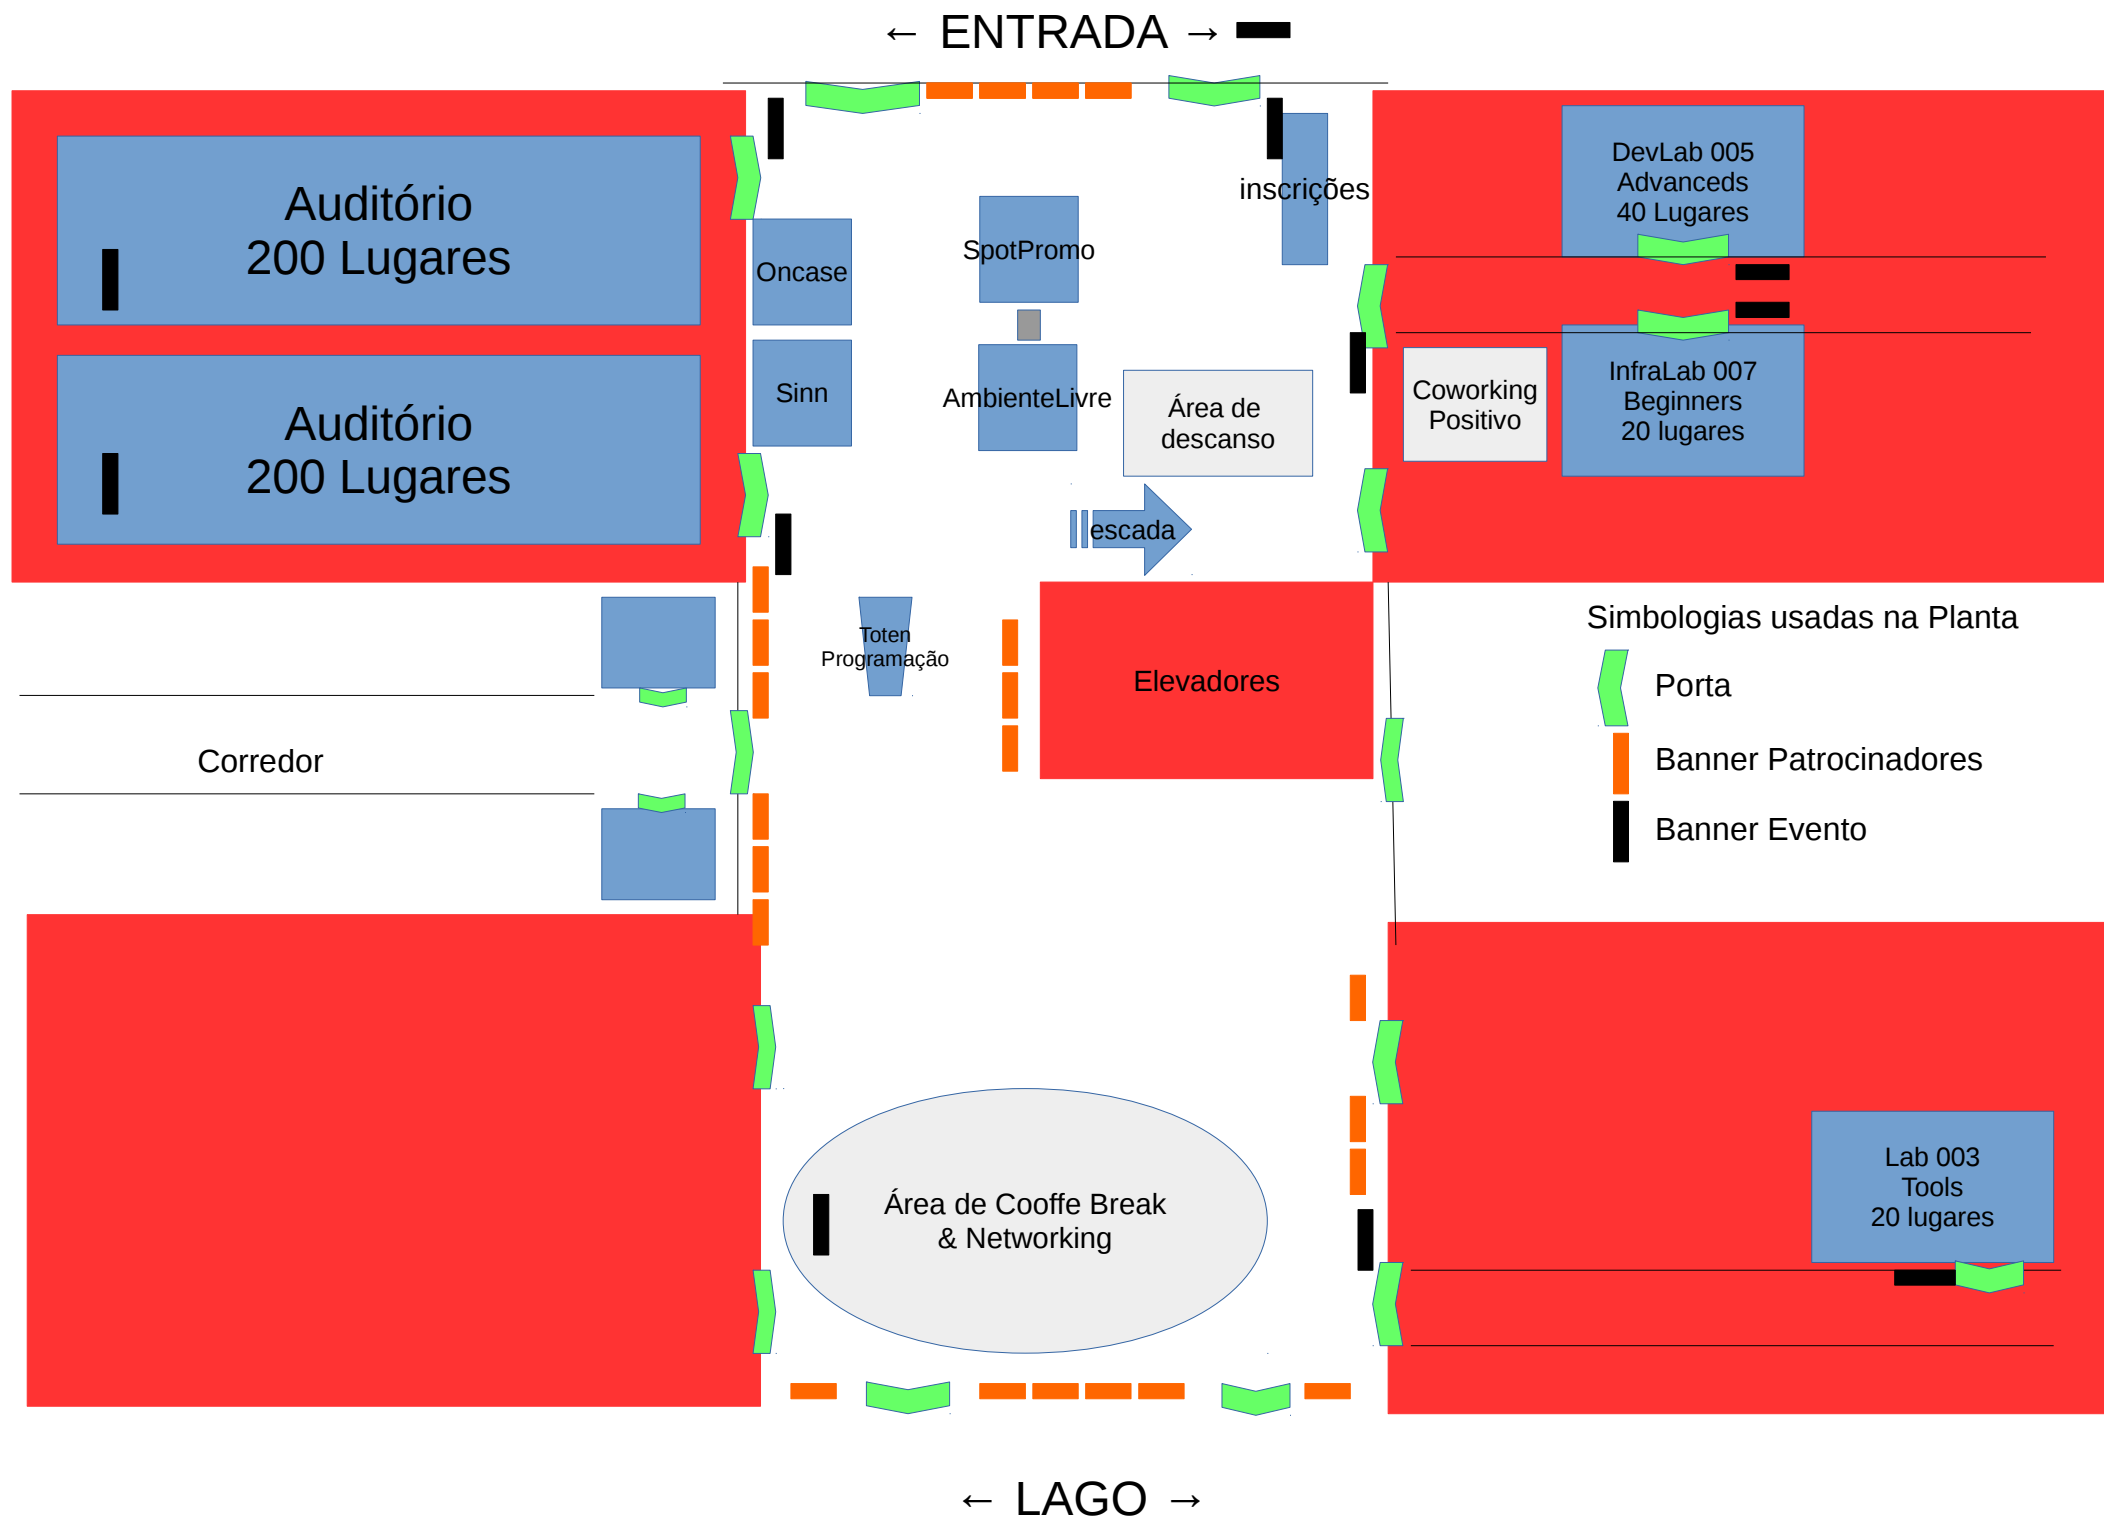 ← ENTRADA →
Auditório
200 Lugares
Auditório
200 Lugares
Oncase
Sinn
SpotPromo
AmbienteLivre
inscrições
Área de
descanso
escada
DevLab 005
Advanceds
40 Lugares
Coworking
Positivo
InfraLab 007
Beginners
20 lugares
Toten
Programação
Elevadores
Corredor
Simbologias usadas na Planta
Porta
Banner Patrocinadores
Banner Evento
Área de Cooffe Break
& Networking
Lab 003
Tools
20 lugares
← LAGO →